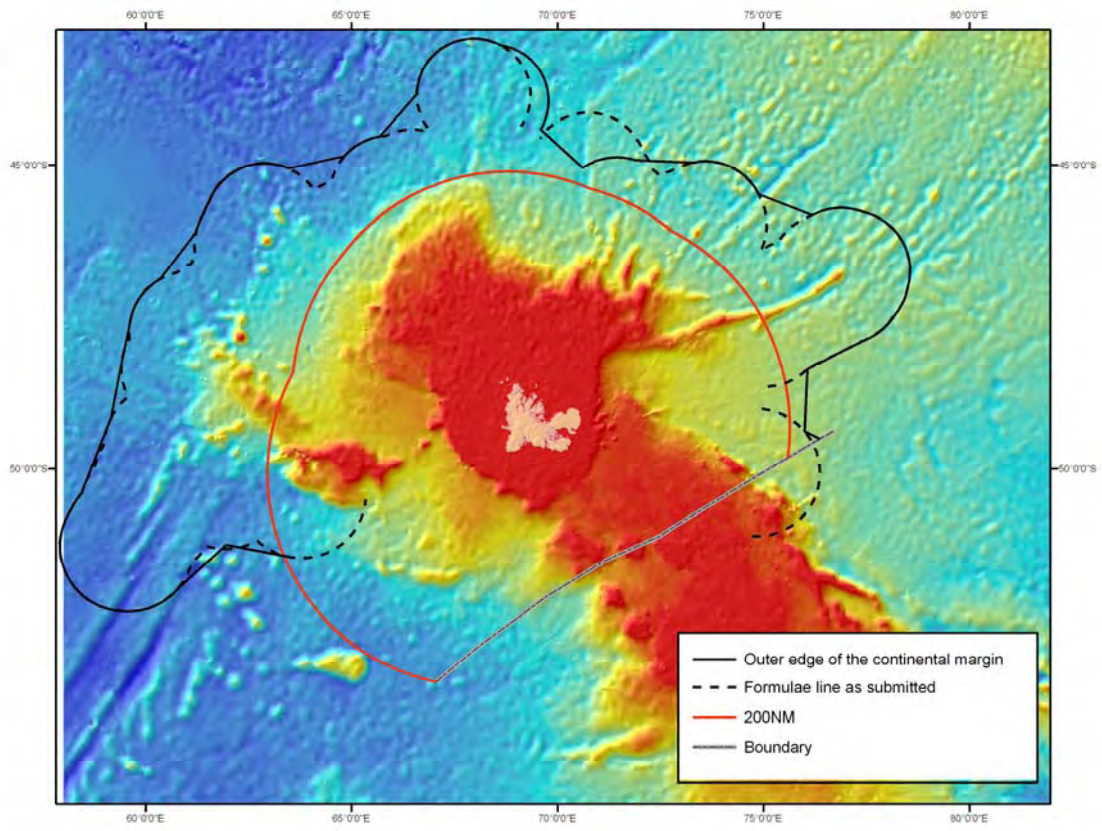 60°0'0"E 65°0'0"E 70°0'0"E 75°0'0"E 80°0'0"E
45°0'0"S 45°0'0"S
50°0'0"S 50°0'0"S
Outer edge of the continental margin
Formulae line as submitted
200NM
Boundary
60°0'0"E 65°0'0"E 70°0'0"E 75°0'0"E 80°0'0"E